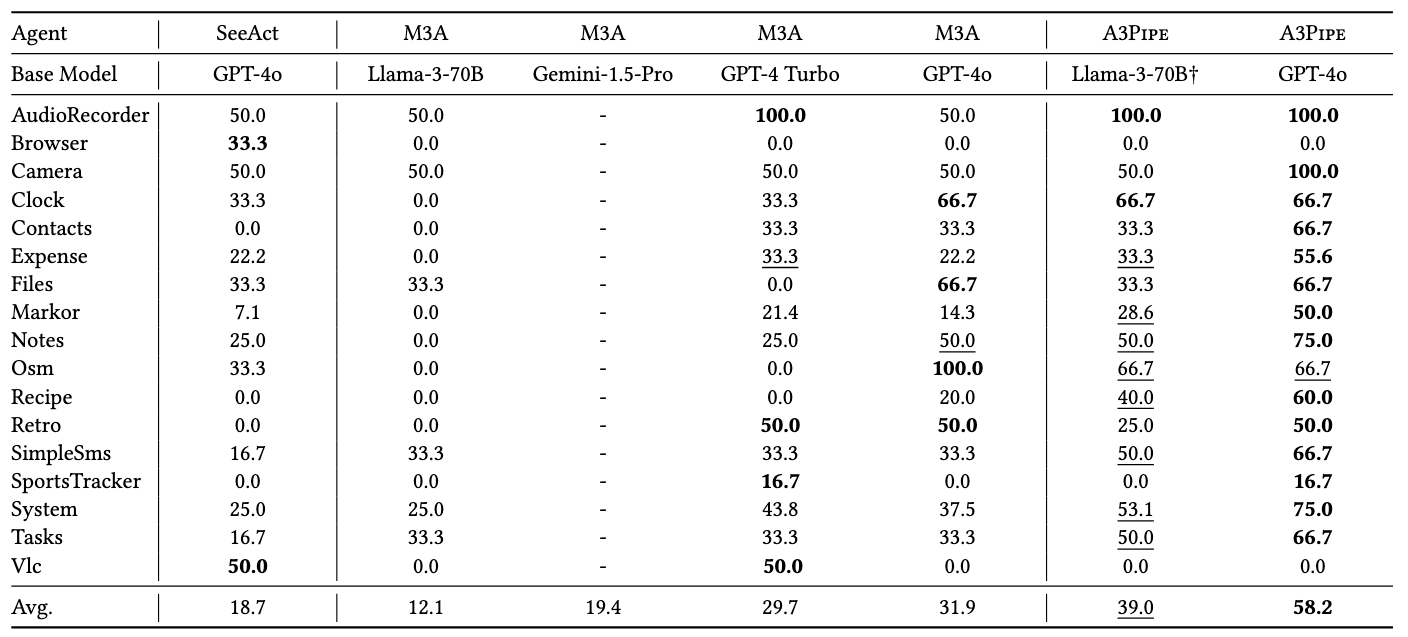 Agent SeeAct M3A M3A M3A M3A A3Pipe A3Pipe
Base Model GPT-4o Llama-3-70B Gemini-1.5-Pro GPT-4 Turbo GPT-4o Llama-3-70B† GPT-4o
AudioRecorder 50.0 50.0 - 100.0 50.0 100.0 100.0
Browser 33.3 0.0 - 0.0 0.0 0.0 0.0
Camera 50.0 50.0 - 50.0 50.0 50.0 100.0
Clock 33.3 0.0 - 33.3 66.7 66.7 66.7
Contacts 0.0 0.0 - 33.3 33.3 33.3 66.7
Expense 22.2 0.0 - 33.3 22.2 33.3 55.6
Files 33.3 33.3 - 0.0 66.7 33.3 66.7
Markor 7.1 0.0 - 21.4 14.3 28.6 50.0
Notes 25.0 0.0 - 25.0 50.0 50.0 75.0
Osm 33.3 0.0 - 0.0 100.0 66.7 66.7
Recipe 0.0 0.0 - 0.0 20.0 40.0 60.0
Retro 0.0 0.0 - 50.0 50.0 25.0 50.0
SimpleSms 16.7 33.3 - 33.3 33.3 50.0 66.7
SportsTracker 0.0 0.0 - 16.7 0.0 0.0 16.7
System 25.0 25.0 - 43.8 37.5 53.1 75.0
Tasks 16.7 33.3 - 33.3 33.3 50.0 66.7
Vlc 50.0 0.0 - 50.0 0.0 0.0 0.0
Avg. 18.7 12.1 19.4 29.7 31.9 39.0 58.2